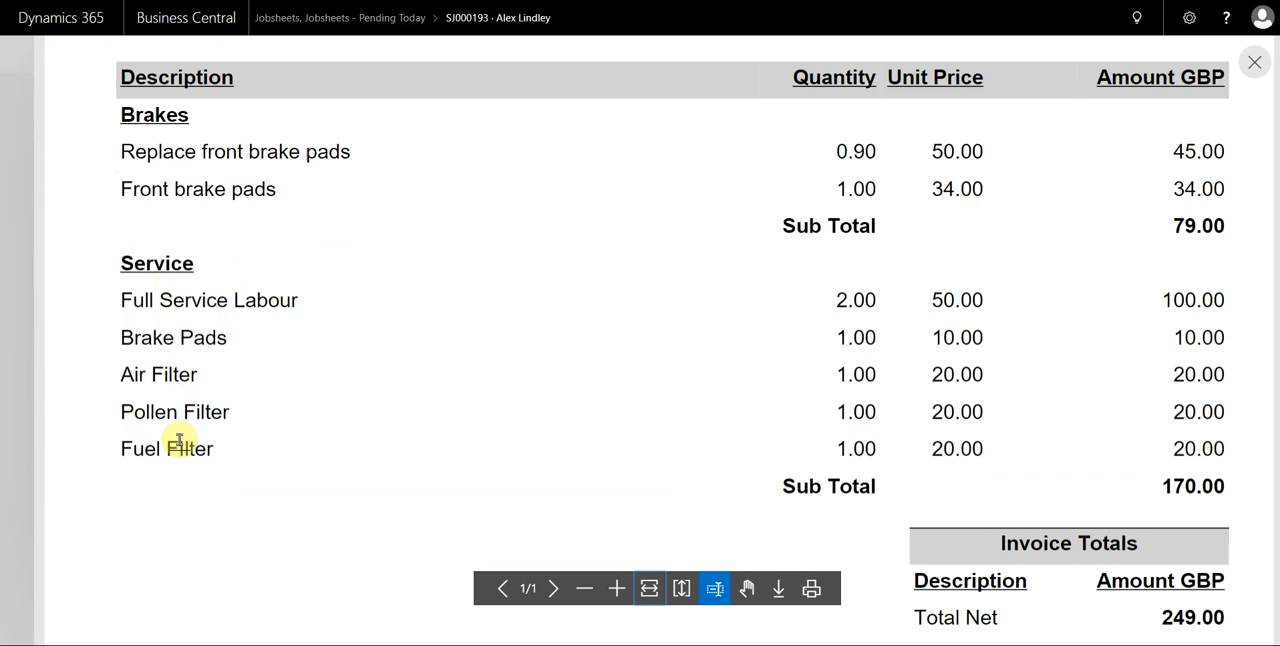 Dynamics 365 Business Central Jobsheets, Jobsheets - Pending Today > SJ000193 · Alex Lindley ?
Description Quantity Unit Price Amount GBP
Brakes
Replace front brake pads 0.90 50.00 45.00
Front brake pads 1.00 34.00 34.00
Sub Total 79.00
Service
Full Service Labour 2.00 50.00 100.00
Brake Pads 1.00 10.00 10.00
Air Filter 1.00 20.00 20.00
Pollen Filter 1.00 20.00 20.00
Fuel Filter 1.00 20.00 20.00
Sub Total 170.00
Invoice Totals
Description Amount GBP
1/1
Total Net 249.00